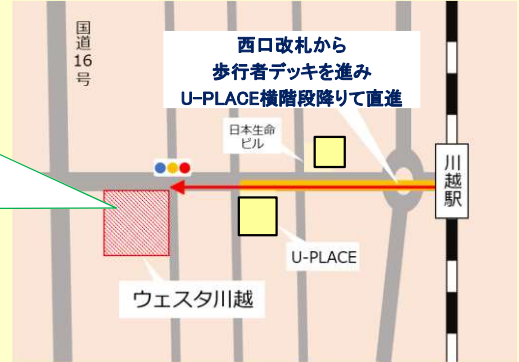 国道16号
西口改札から
歩行者デッキを進み
U-PLACE横階段降りて直進
日本生命
ビル
川越駅
U-PLACE
ウェスタ川越